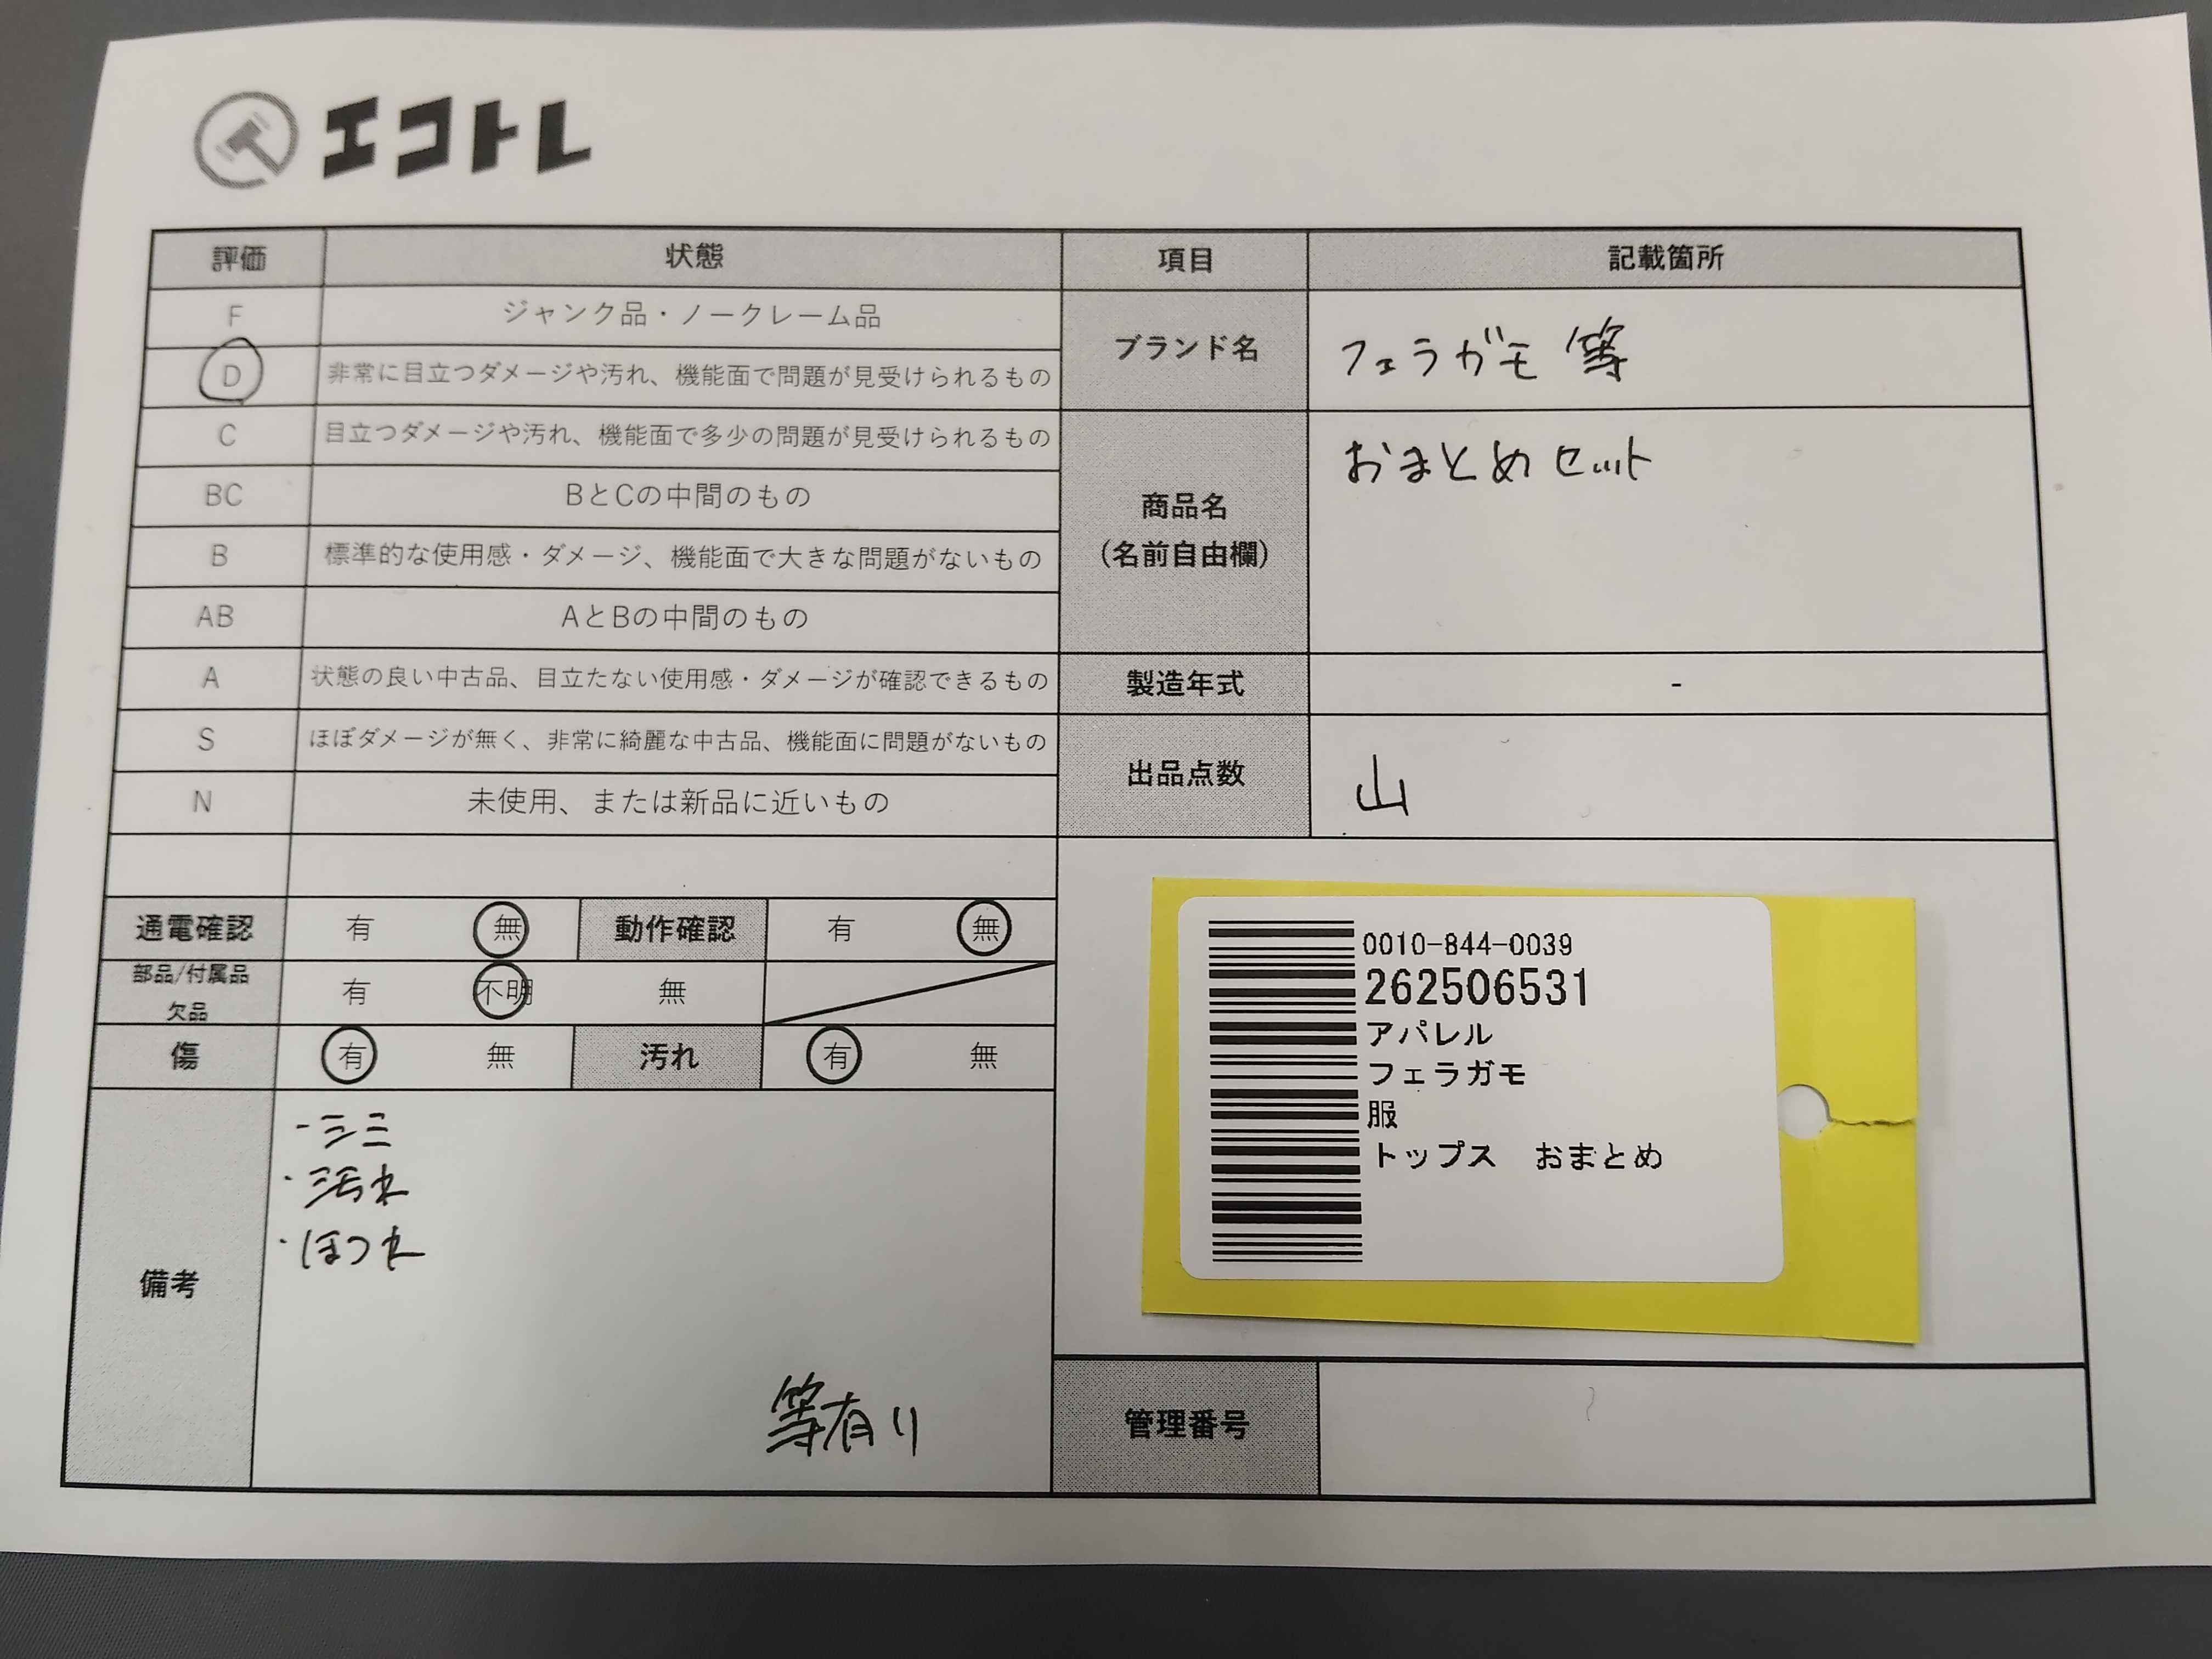 エコトレ
評価 状態 項目 記載箇所
F ジャンク品・ノークレーム品
D 非常に目立つダメージや汚れ、機能面で問題が見受けられるもの
C 目立つダメージや汚れ、機能面で多少の問題が見受けられるもの
BC BとCの中間のもの
B 標準的な使用感・ダメージ、機能面で大きな問題がないもの
AB AとBの中間のもの
A 状態の良い中古品、目立たない使用感・ダメージが確認できるもの
S ほぼダメージが無く、非常に綺麗な中古品、機能面に問題がないもの
N 未使用、または新品に近いもの
ブランド名 フェラガモ 等
商品名 おまとめセット
(名前自由欄)
製造年式 -
出品点数 山
通電確認 有 無 動作確認 有 無
部品/付属品
欠品 有 不明 無
傷 有 無 汚れ 有 無
備考
・シミ
・汚れ
・ほつれ
等有り
0010-844-0039
262506531
アパレル
フェラガモ
服
トップス おまとめ
管理番号